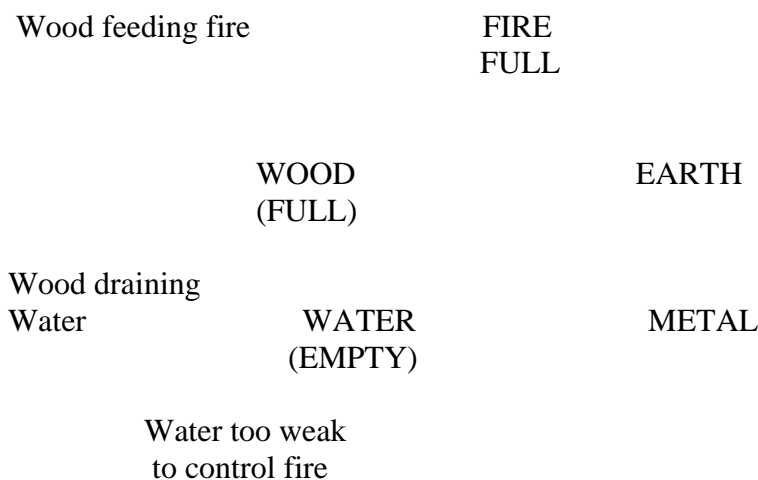 Wood feeding fire FIRE
FULL
WOOD EARTH
(FULL)
Wood draining
Water WATER METAL
(EMPTY)
Water too weak
to control fire